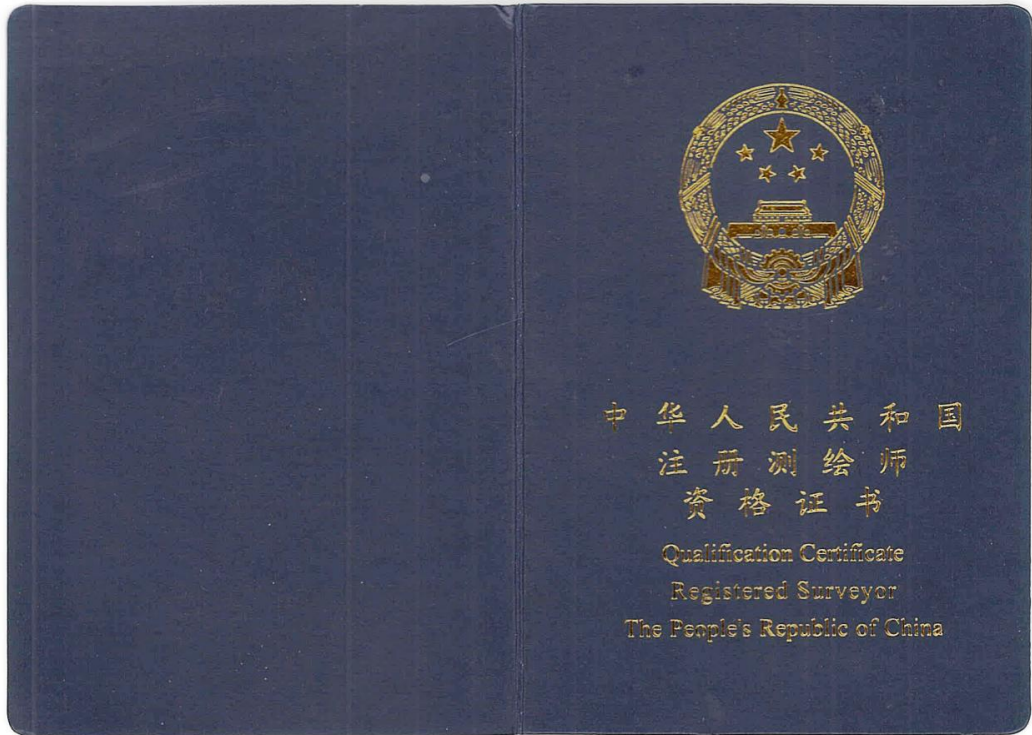 中华人民共和国
注册测绘师
资格证书
Qualification Certificate
Registered Surveyor
The People's Republic of China